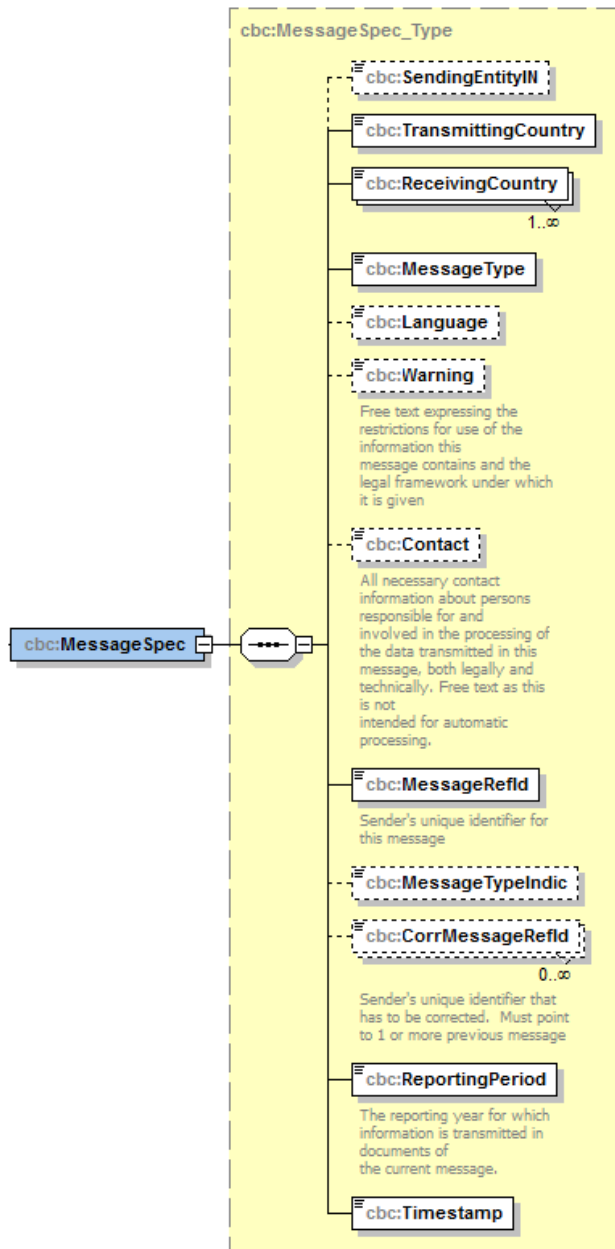 cbc:MessageSpec_Type
cbc:SendingEntityIN
cbc:TransmittingCountry
cbc:ReceivingCountry
1..∞
cbc:MessageType
cbc:Language
cbc:Warning
Free text expressing the
restrictions for use of the
information this
message contains and the
legal framework under which
it is given
cbc:Contact
All necessary contact
information about persons
responsible for and
involved in the processing of
the data transmitted in this
message, both legally and
technically. Free text as this
is not
intended for automatic
processing.
cbc:MessageSpec
cbc:MessageRefId
Sender's unique identifier for
this message
cbc:MessageTypeIndic
cbc:CorrMessageRefId
0..∞
Sender's unique identifier that
has to be corrected.  Must point
to 1 or more previous message
cbc:ReportingPeriod
The reporting year for which
information is transmitted in
documents of
the current message.
cbc:Timestamp